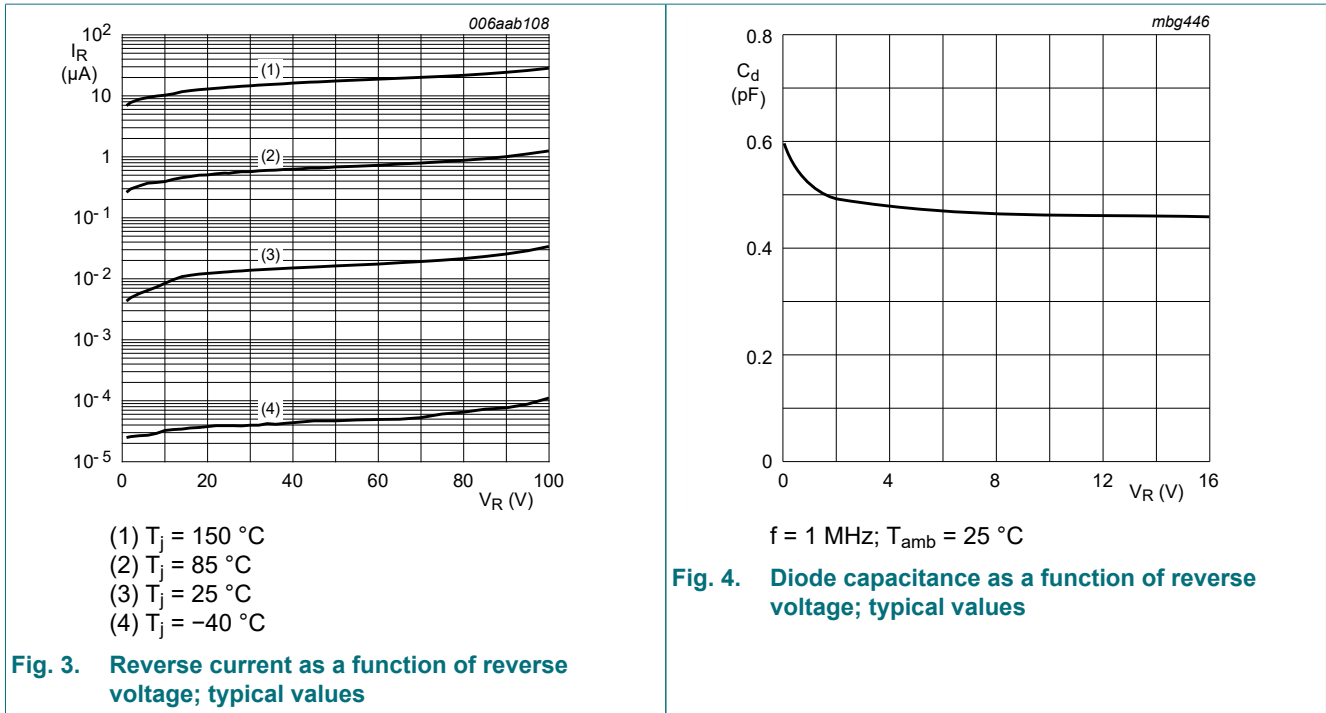 006aab108
10²
I_R
(µA)
10
1
10⁻¹
10⁻²
10⁻³
10⁻⁴
10⁻⁵
(1)
(2)
(3)
(4)
0 20 40 60 80 100
V_R (V)
(1) T_j = 150 °C
(2) T_j = 85 °C
(3) T_j = 25 °C
(4) T_j = −40 °C
Fig. 3. Reverse current as a function of reverse
voltage; typical values
mbg446
0.8
C_d
(pF)
0.6
0.4
0.2
0
0 4 8 12 16
V_R (V)
f = 1 MHz; T_amb = 25 °C
Fig. 4. Diode capacitance as a function of reverse
voltage; typical values